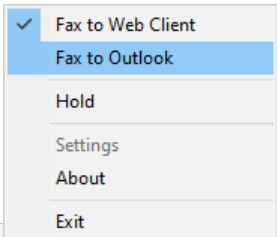 Fax to Web Client
Fax to Outlook
Hold
Settings
About
Exit